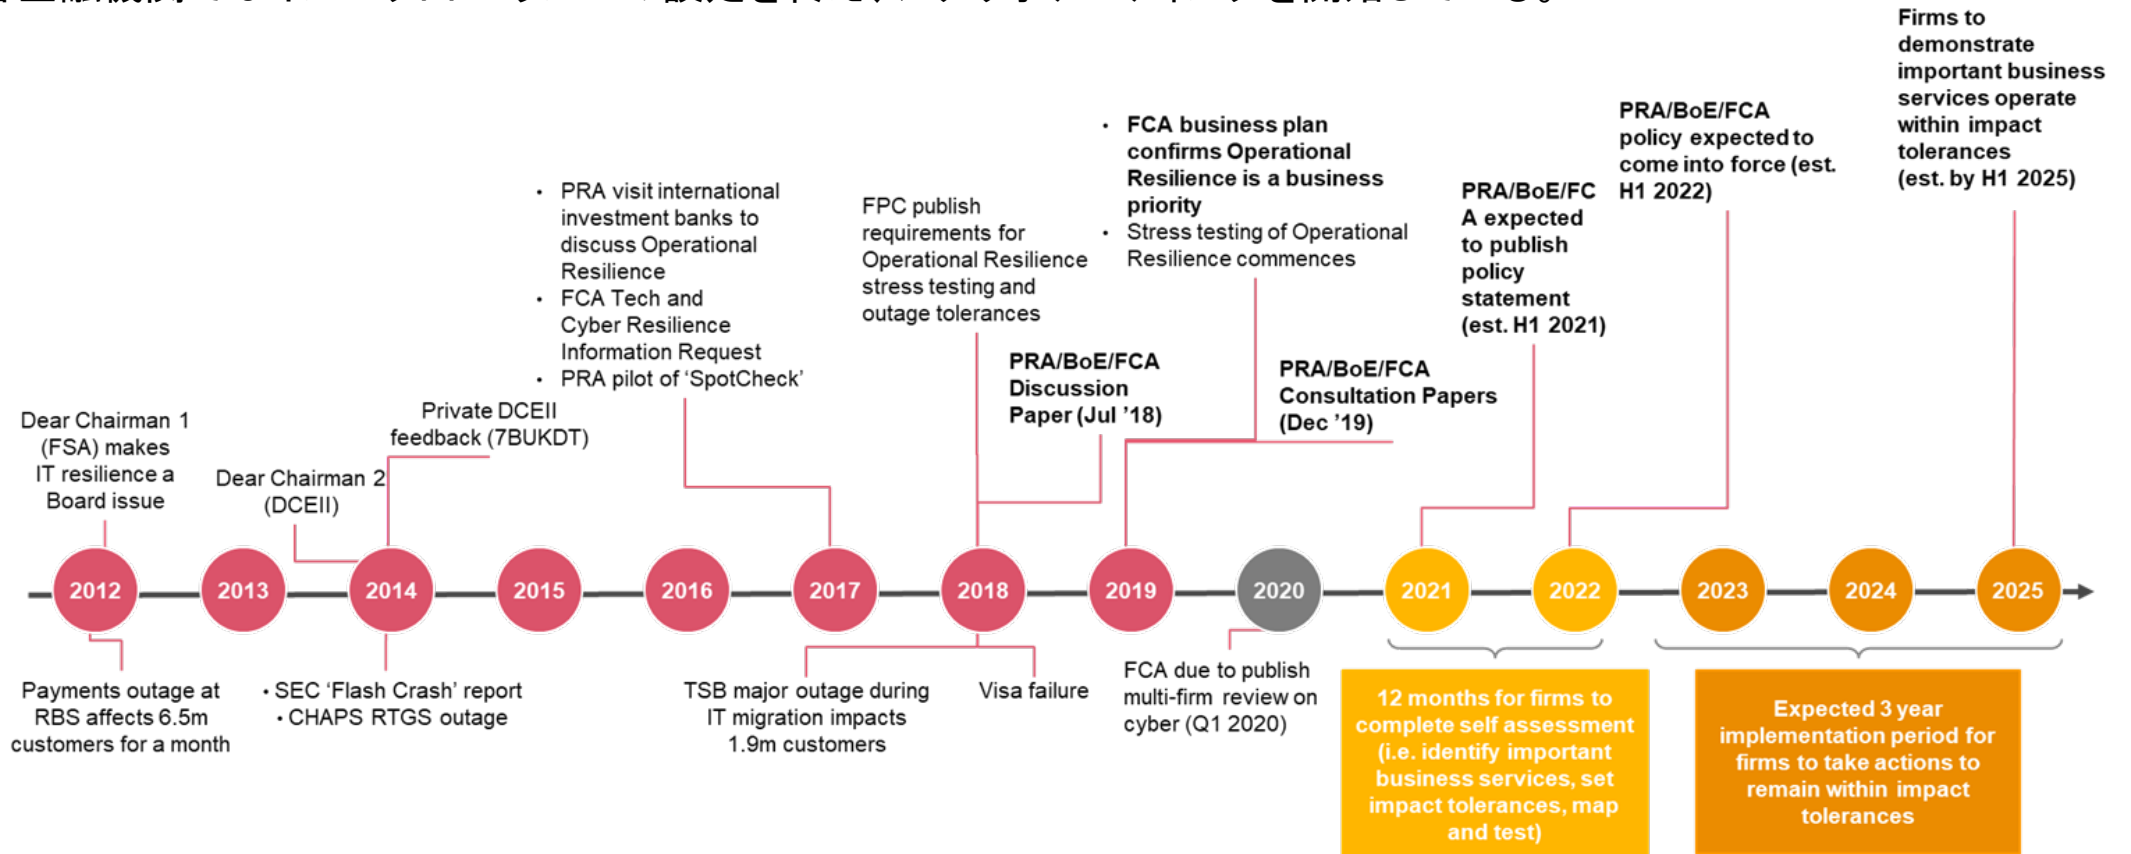 Firms to
demonstrate
important business
services operate
within impact
tolerances
(est. by H1 2025)
PRA/BoE/FCA
policy expected to
come into force (est.
H1 2022)
• FCA business plan
confirms Operational
Resilience is a business
priority
• Stress testing of Operational
Resilience commences
PRA/BoE/FC
A expected
to publish
policy
statement
(est. H1 2021)
• PRA visit international
investment banks to
discuss Operational
Resilience
• FCA Tech and
Cyber Resilience
Information Request
• PRA pilot of ‘SpotCheck’
FPC publish
requirements for
Operational Resilience
stress testing and
outage tolerances
PRA/BoE/FCA
Discussion
Paper (Jul ’18)
PRA/BoE/FCA
Consultation Papers
(Dec ’19)
Dear Chairman 1
(FSA) makes
IT resilience a
Board issue
Dear Chairman 2
(DCEII)
Private DCEII
feedback (7BUKDT)
2012 2013 2014 2015 2016 2017 2018 2019 2020 2021 2022 2023 2024 2025
Payments outage at
RBS affects 6.5m
customers for a month
• SEC ‘Flash Crash’ report
• CHAPS RTGS outage
TSB major outage during
IT migration impacts
1.9m customers
Visa failure
FCA due to publish
multi-firm review on
cyber (Q1 2020)
12 months for firms to
complete self assessment
(i.e. identify important
business services, set
impact tolerances, map
and test)
Expected 3 year
implementation period for
firms to take actions to
remain within impact
tolerances